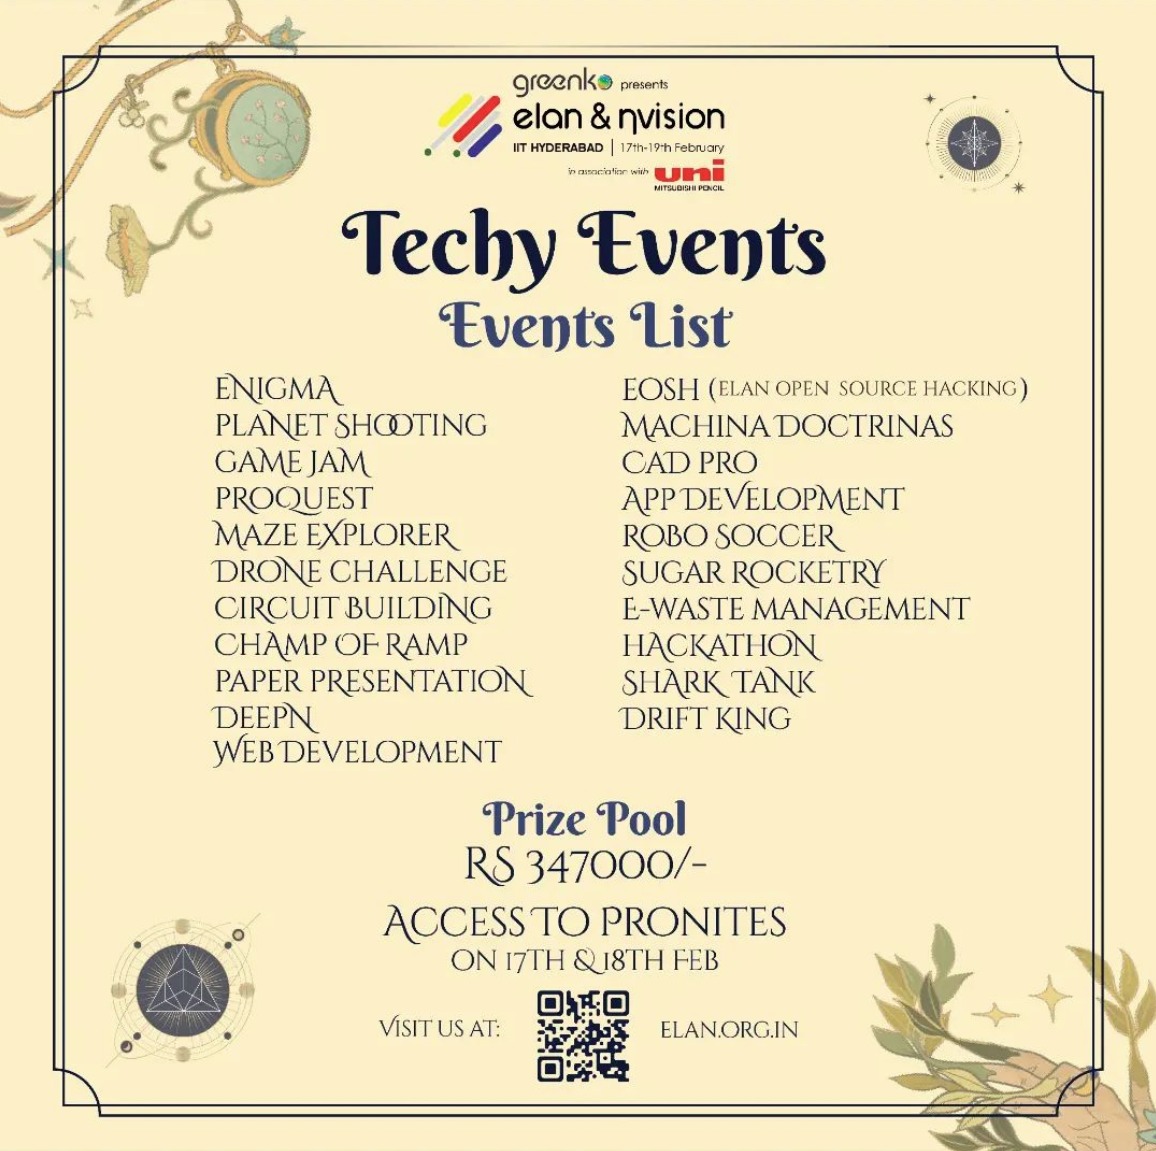 greenko presents
elan & ηvision
IIT HYDERABAD | 17th-19th February
in association with uni
MITSUBISHI PENCIL
Techy Events
Events List
ENIGMA
PLANET SHOOTING
GAME JAM
PROQUEST
MAZE EXPLORER
DRONE CHALLENGE
CIRCUIT BUILDING
CHAMP OF RAMP
PAPER PRESENTATION
DEEPN
WEB DEVELOPMENT
EOSH (ELAN OPEN SOURCE HACKING)
MACHINA DOCTRINAS
CAD PRO
APP DEVELOPMENT
ROBO SOCCER
SUGAR ROCKETRY
E-WASTE MANAGEMENT
HACKATHON
SHARK TANK
DRIFT KING
Prize Pool
RS 347000/-
ACCESS TO PRONITES
ON 17TH & 18TH FEB
VISIT US AT: ELAN.ORG.IN